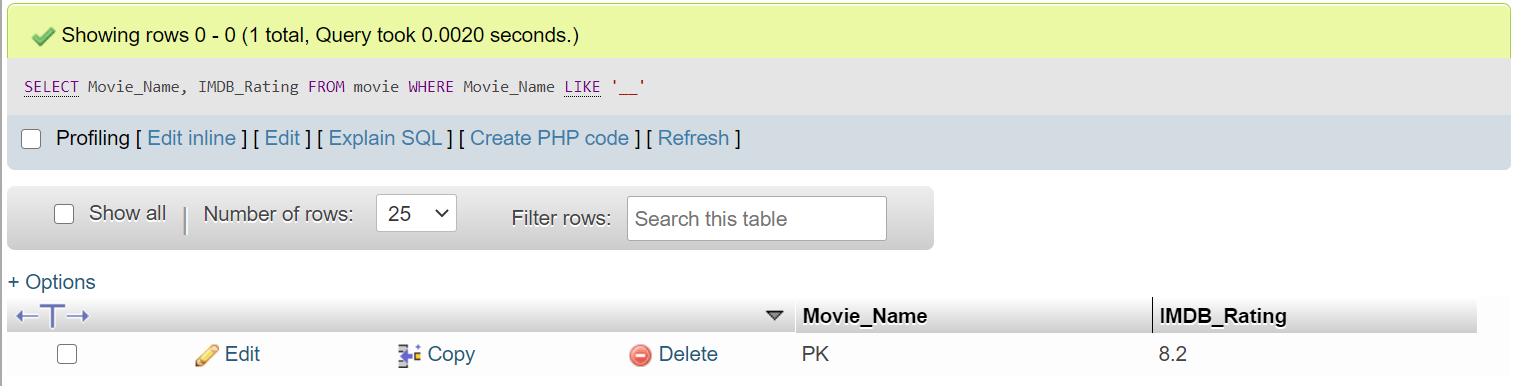 Showing rows 0 - 0 (1 total, Query took 0.0020 seconds.)
SELECT Movie_Name, IMDB_Rating FROM movie WHERE Movie_Name LIKE '__'
Profiling [ Edit inline ] [ Edit ] [ Explain SQL ] [ Create PHP code ] [ Refresh ]
Show all | Number of rows: 25 Filter rows: Search this table
+ Options
←T→ Movie_Name IMDB_Rating
Edit Copy Delete PK 8.2